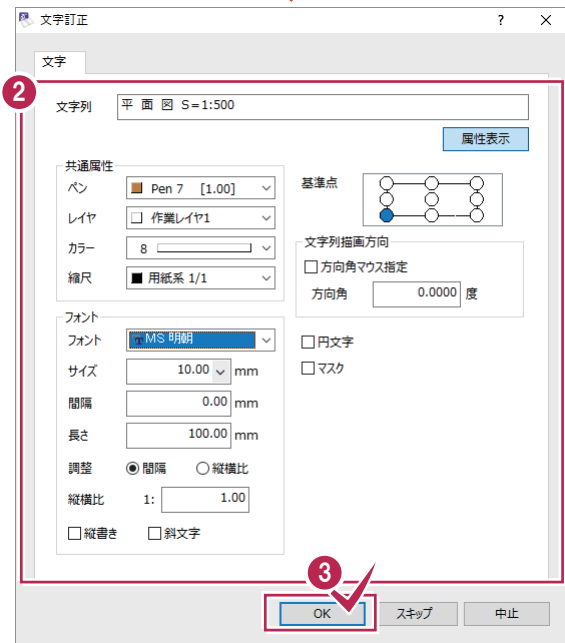 文字訂正 ? ×
文字
2
文字列 平 面 図 S=1:500
属性表示
共通属性
ペン Pen 7 [1.00]
レイヤ 作業レイヤ1
カラー 8
縮尺 用紙系 1/1
基準点
文字列描画方向
方向角マウス指定
方向角 0.0000 度
フォント
フォント MS 明朝
サイズ 10.00 mm
間隔 0.00 mm
長さ 100.00 mm
調整 間隔 縦横比
縦横比 1: 1.00
縦書き 斜文字
円文字
マスク
3
OK スキップ 中止